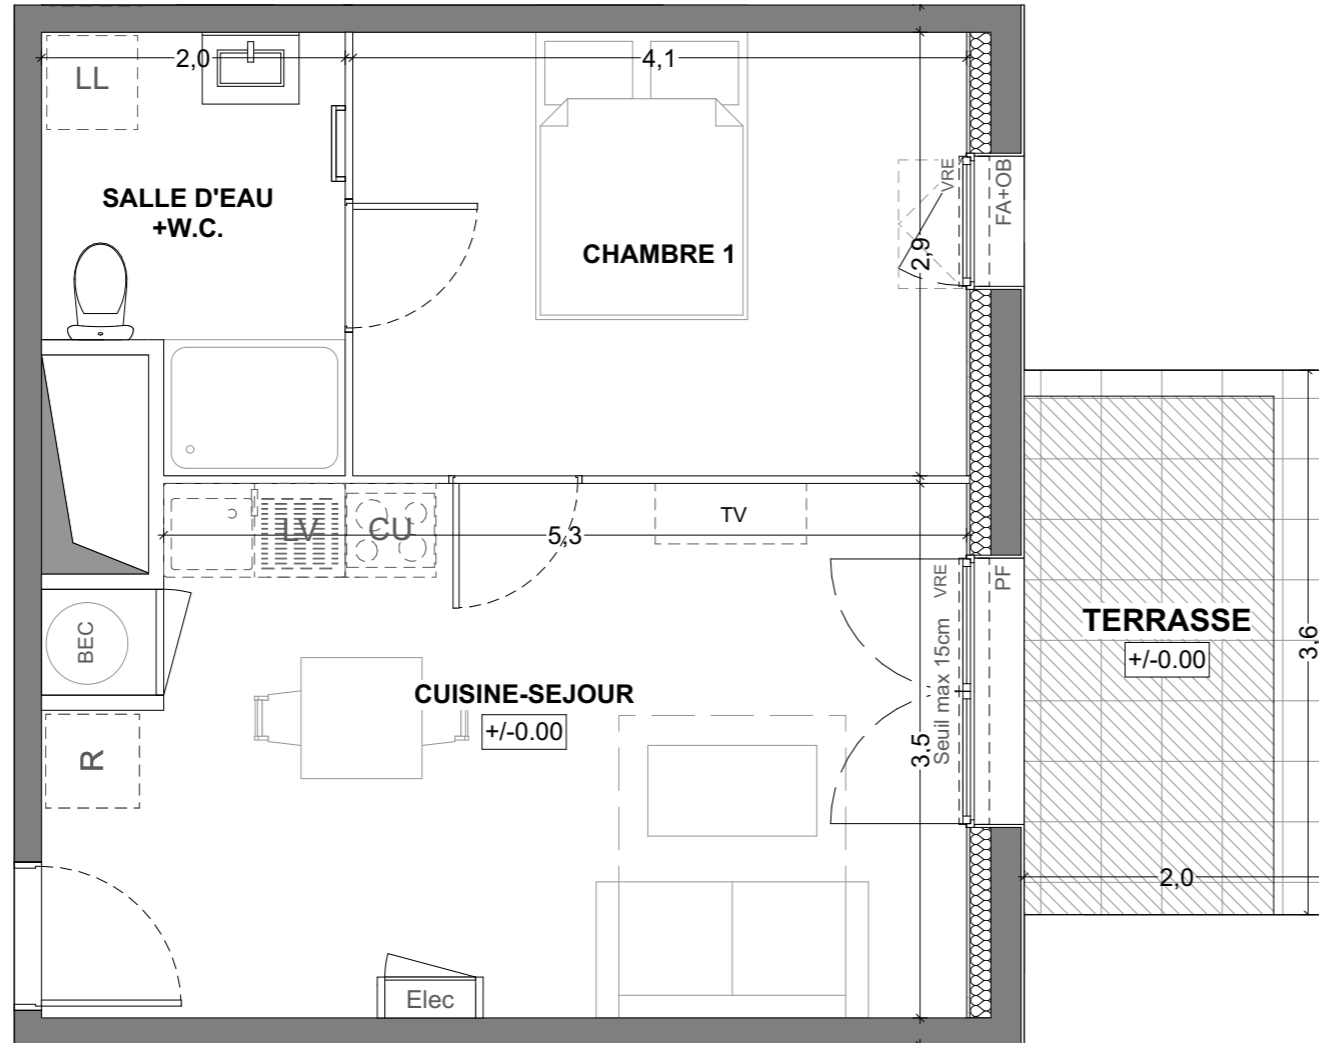 2,0
4,1
LL
SALLE D'EAU
+W.C.
CHAMBRE 1
2,9
VRE
FA+OB
LV
CU
5,3
TV
VRE
PF
Seuil max 15cm
BEC
CUISINE-SEJOUR
+/-0.00
TERRASSE
+/-0.00
3,6
R
3,5
2,0
Elec